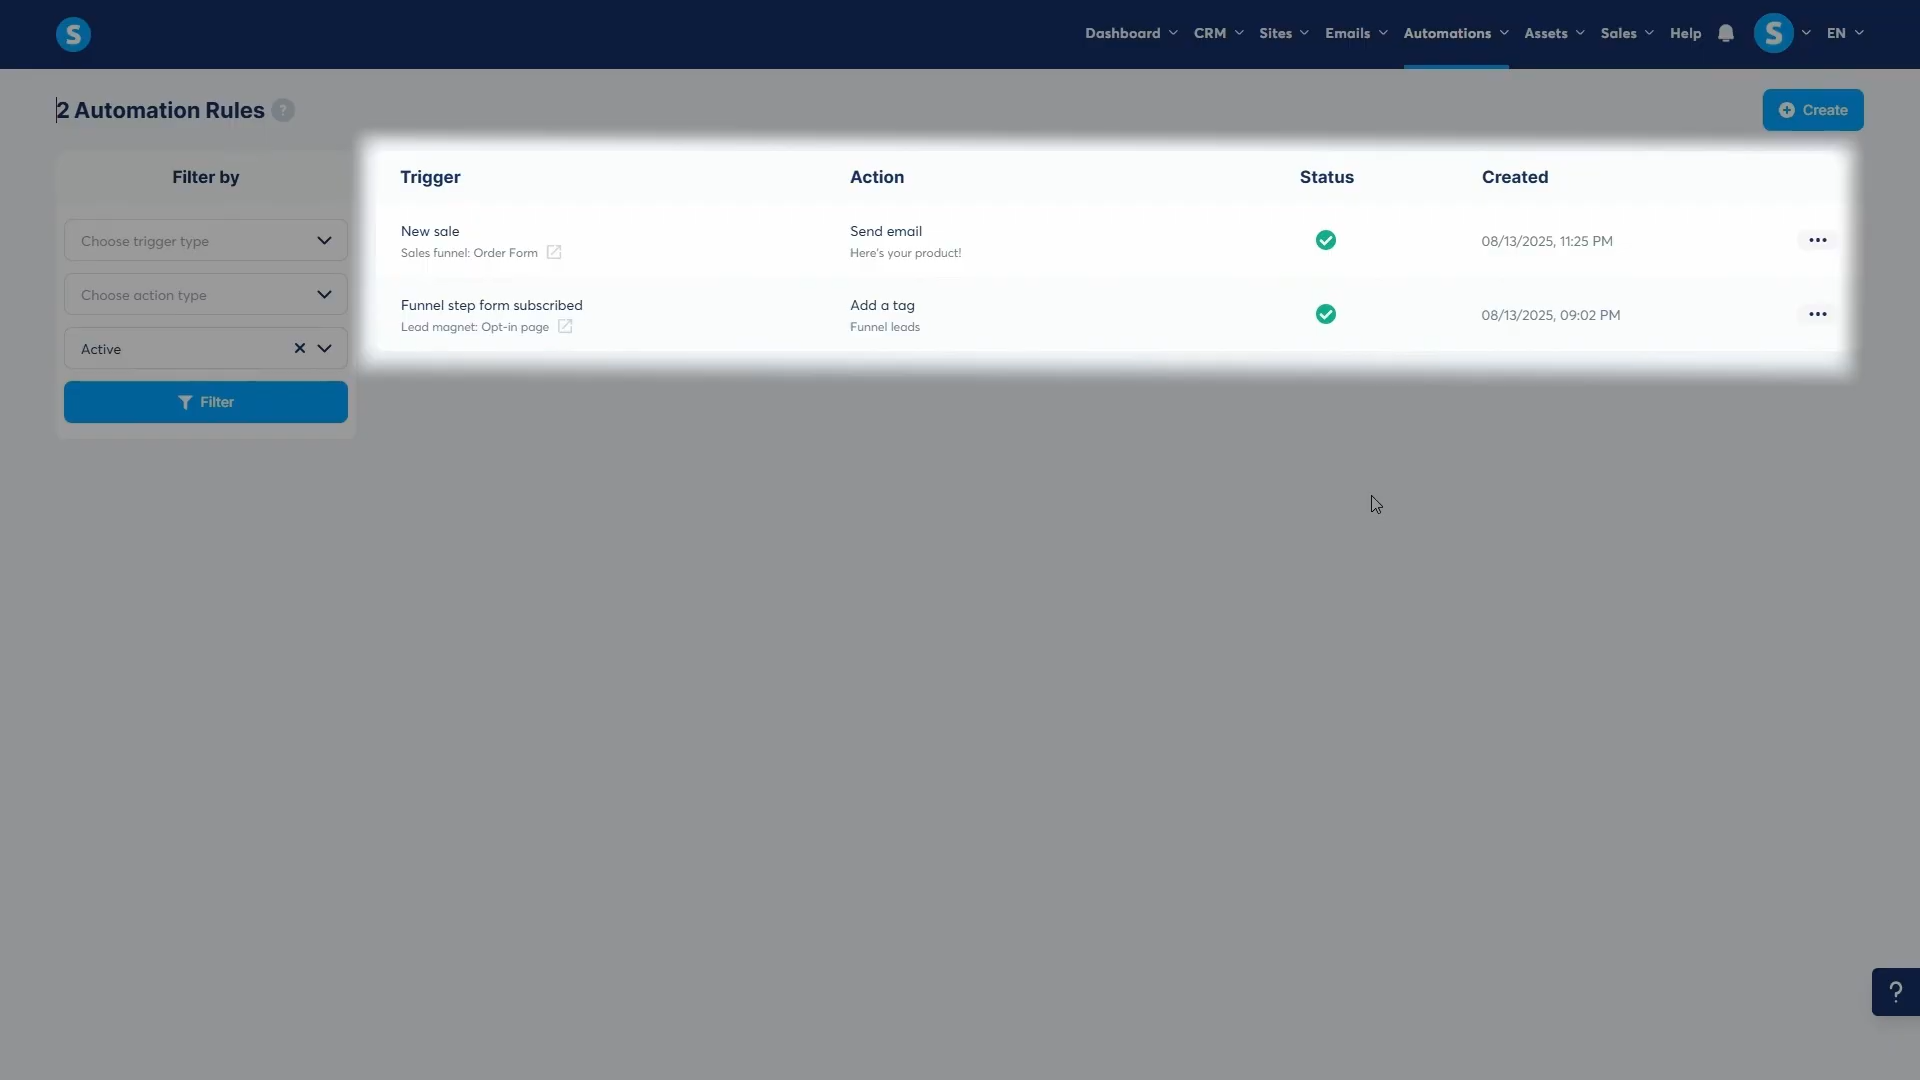 S
Dashboard
CRM
Sites
Emails
Automations
Assets
Sales
Help
S
EN
2 Automation Rules ?
Create
Filter by
Choose trigger type
Choose action type
Active
Filter
Trigger Action Status Created
New sale Send email 08/13/2025, 11:25 PM
Sales funnel: Order Form Here's your product!
Funnel step form subscribed Add a tag 08/13/2025, 09:02 PM
Lead magnet: Opt-in page Funnel leads
?